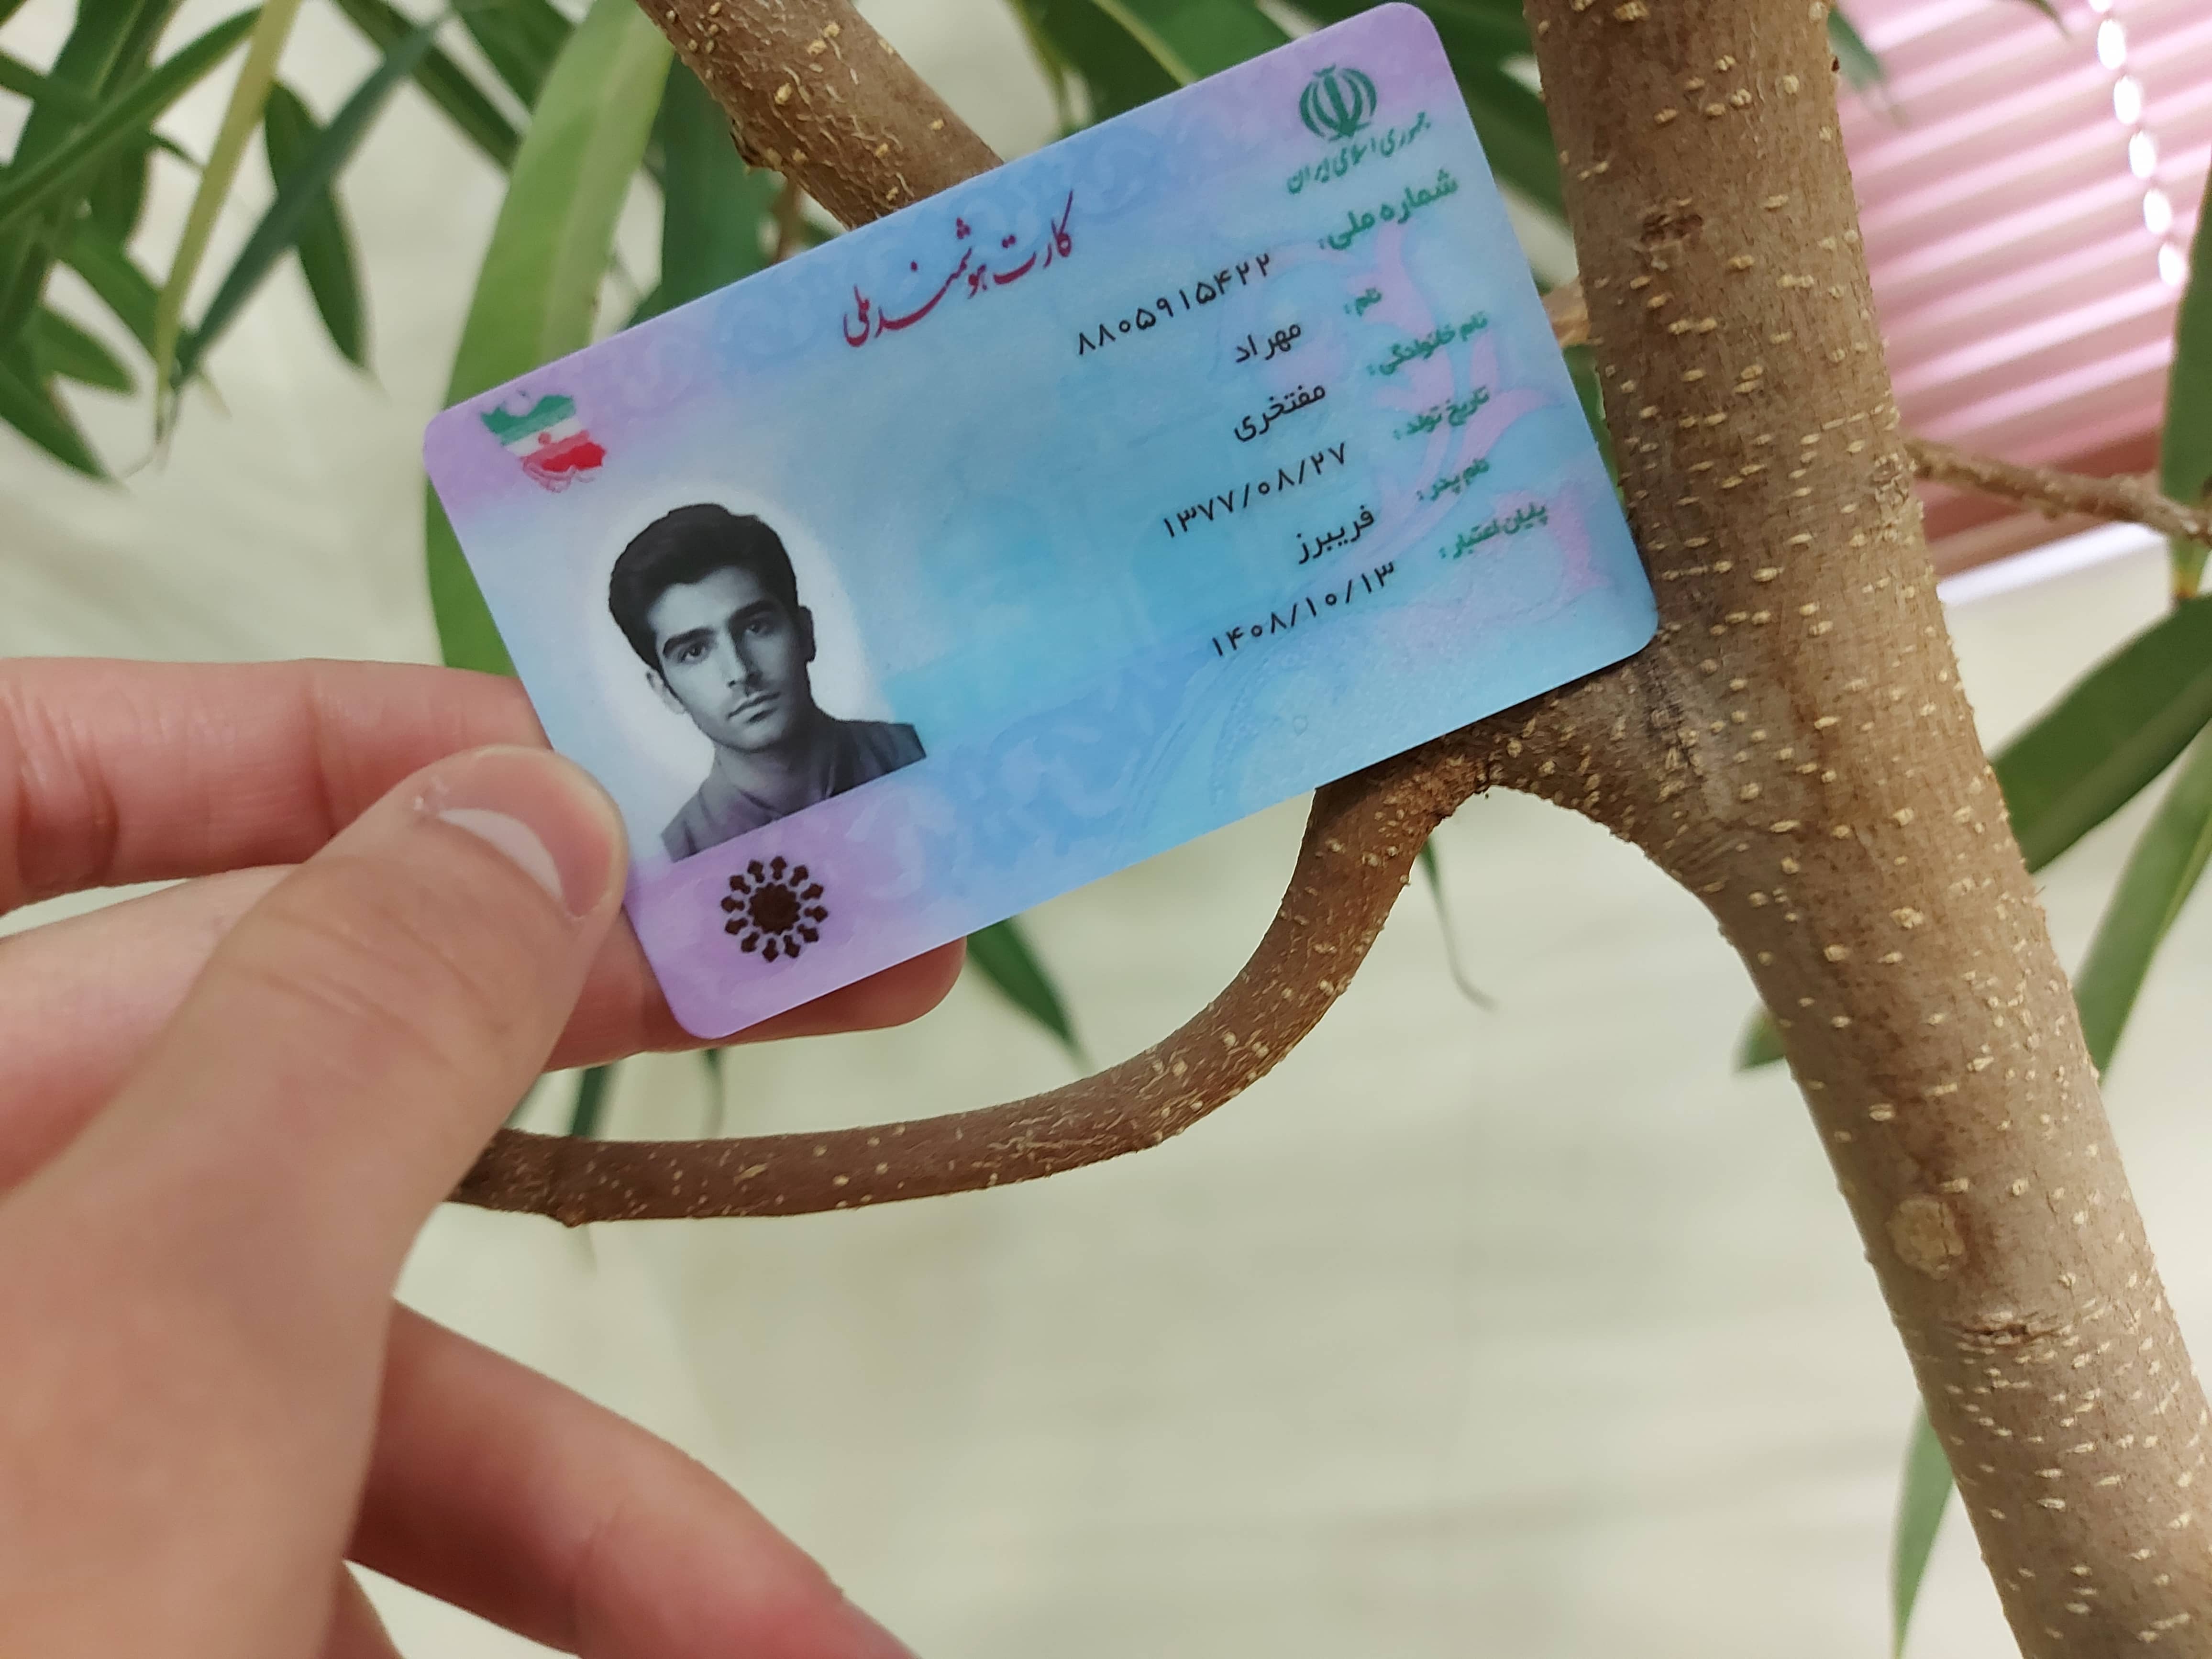 جمهوری اسلامی ایران
کارت هوشمند ملی
شماره ملی:
۸۸۰۵۹۱۵۴۲۲
نام:
مهراد
نام خانوادگی:
مفتخری
تاریخ تولد:
۱۳۷۷/۰۸/۲۷
نام پدر:
فریبرز
پایان اعتبار:
۱۴۰۸/۱۰/۱۳